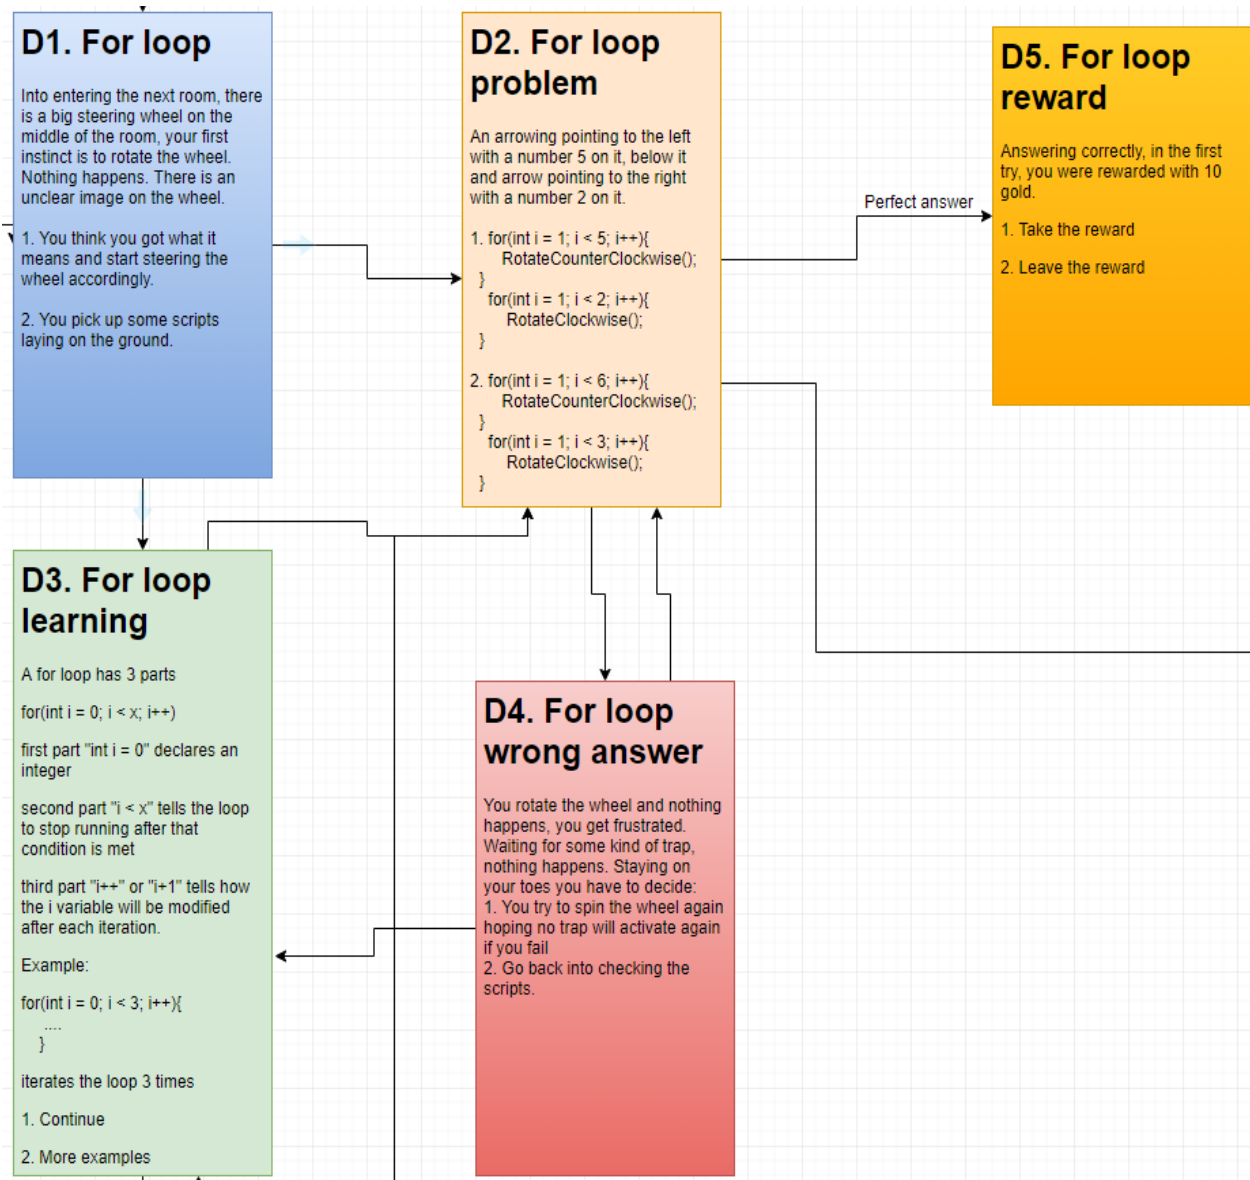 D1. For loop
Into entering the next room, there
is a big steering wheel on the
middle of the room, your first
instinct is to rotate the wheel.
Nothing happens. There is an
unclear image on the wheel.
1. You think you got what it
means and start steering the
wheel accordingly.
2. You pick up some scripts
laying on the ground.
D2. For loop
problem
An arrowing pointing to the left
with a number 5 on it, below it
and arrow pointing to the right
with a number 2 on it.
1. for(int i = 1; i < 5; i++){
RotateCounterClockwise();
}
for(int i = 1; i < 2; i++){
RotateClockwise();
}
2. for(int i = 1; i < 6; i++){
RotateCounterClockwise();
}
for(int i = 1; i < 3; i++){
RotateClockwise();
}
Perfect answer
D5. For loop
reward
Answering correctly, in the first
try, you were rewarded with 10
gold.
1. Take the reward
2. Leave the reward
D3. For loop
learning
A for loop has 3 parts
for(int i = 0; i < x; i++)
first part "int i = 0" declares an
integer
second part "i < x" tells the loop
to stop running after that
condition is met
third part "i++" or "i+1" tells how
the i variable will be modified
after each iteration.
Example:
for(int i = 0; i < 3; i++){
....
}
iterates the loop 3 times
1. Continue
2. More examples
D4. For loop
wrong answer
You rotate the wheel and nothing
happens, you get frustrated.
Waiting for some kind of trap,
nothing happens. Staying on
your toes you have to decide:
1. You try to spin the wheel again
hoping no trap will activate again
if you fail
2. Go back into checking the
scripts.